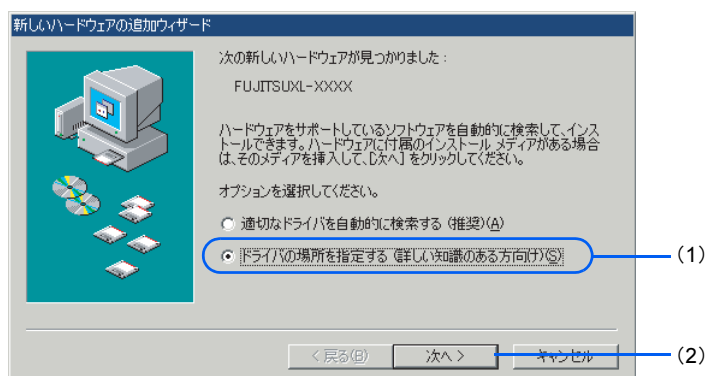 新しいハードウェアの追加ウィザード
次の新しいハードウェアが見つかりました：
FUJITSUXL-XXXX
ハードウェアをサポートしているソフトウェアを自動的に検索して、インス
トールできます。ハードウェアに付属のインストール メディアがある場合
は、そのメディアを挿入して、[次へ] をクリックしてください。
オプションを選択してください。
適切なドライバを自動的に検索する (推奨)(A)
ドライバの場所を指定する (詳しい知識のある方向け)(S)
(1)
< 戻る(B)
次へ >
キャンセル
(2)